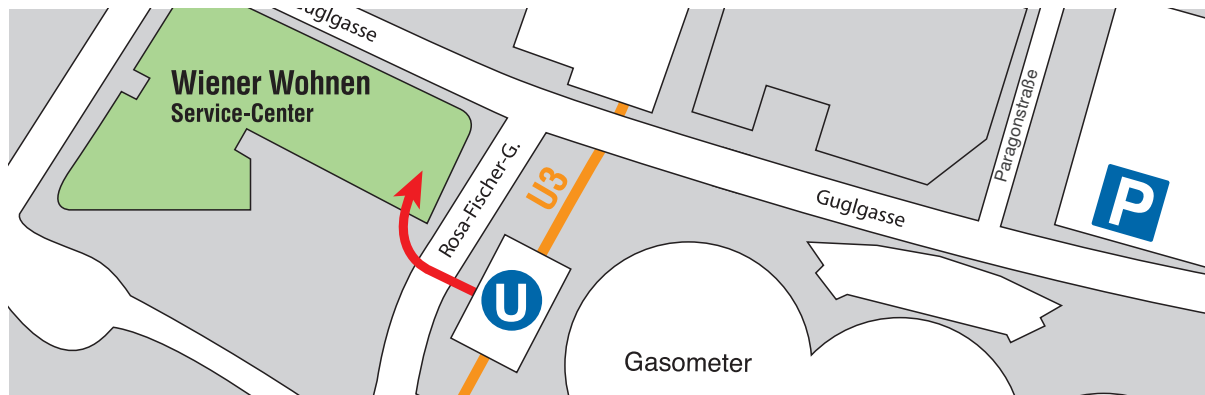 Guglgasse
Wiener Wohnen
Service-Center
Paragonstraße
Rosa-Fischer-G.
U3
P
Guglgasse
U
Gasometer